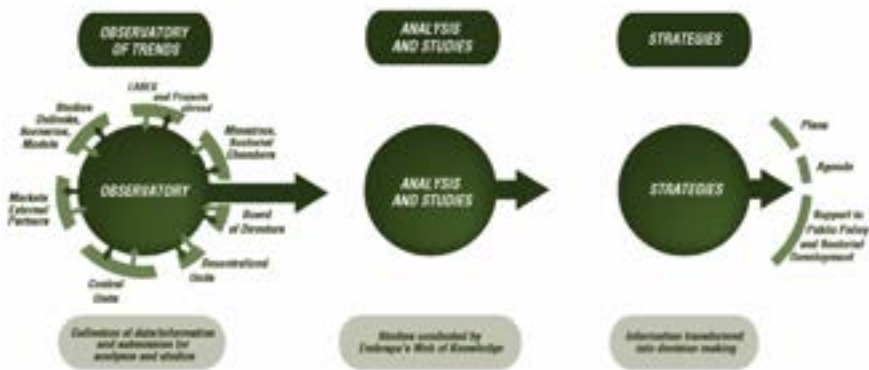 OBSERVATORY
OF TRENDS
ANALYSIS
AND STUDIES
STRATEGIES
LABEX
and Projects
abroad
Studies
Outlooks,
Scenarios,
Models
Ministries,
Sectorial
Chambers
Markets
External
Partners
OBSERVATORY
Board
of Directors
Decentralized
Units
Central
Units
ANALYSIS
AND STUDIES
STRATEGIES
Plans
Agenda
Support to
Public Policy
and Sectorial
Development
Collection of data/information
and submission for
analyses and studies
Studies conducted by
Embrapa's Web of Knowledge
Information transformed
into decision making